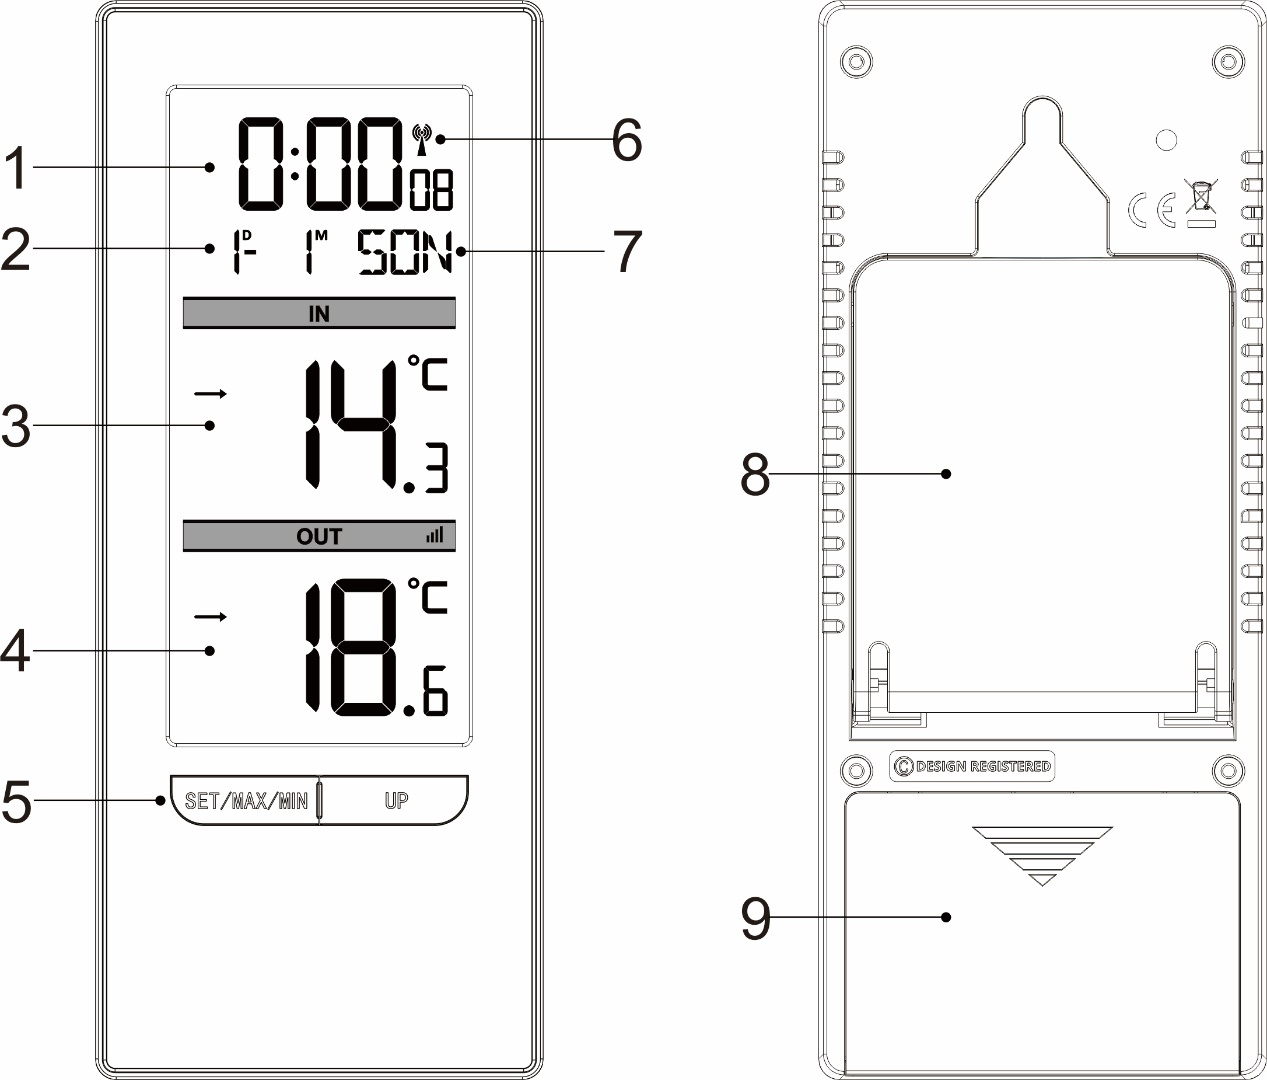 1
0:00 08
6
2
1D- 1M SON
7
IN
3
14.3 °C
OUT
4
18.6 °C
5
SET/MAX/MIN UP
CE
8
© DESIGN REGISTERED
9